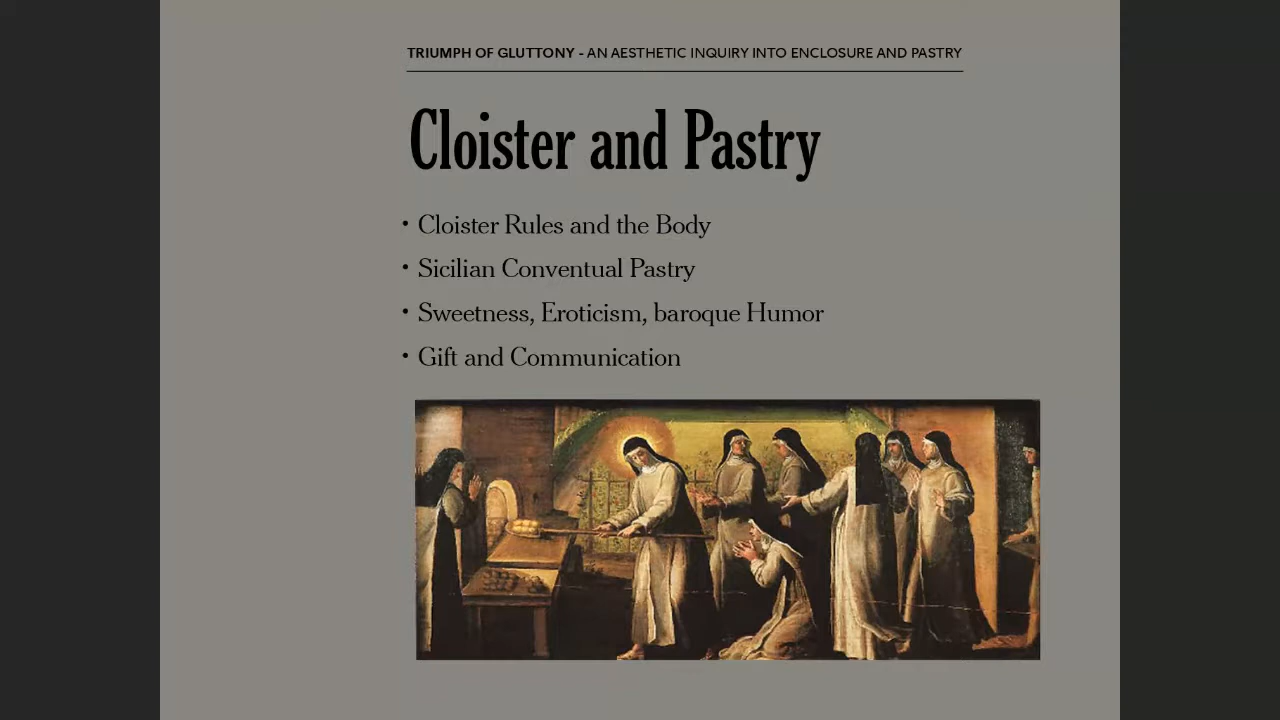 TRIUMPH OF GLUTTONY - AN AESTHETIC INQUIRY INTO ENCLOSURE AND PASTRY
Cloister and Pastry
• Cloister Rules and the Body
• Sicilian Conventual Pastry
• Sweetness, Eroticism, baroque Humor
• Gift and Communication